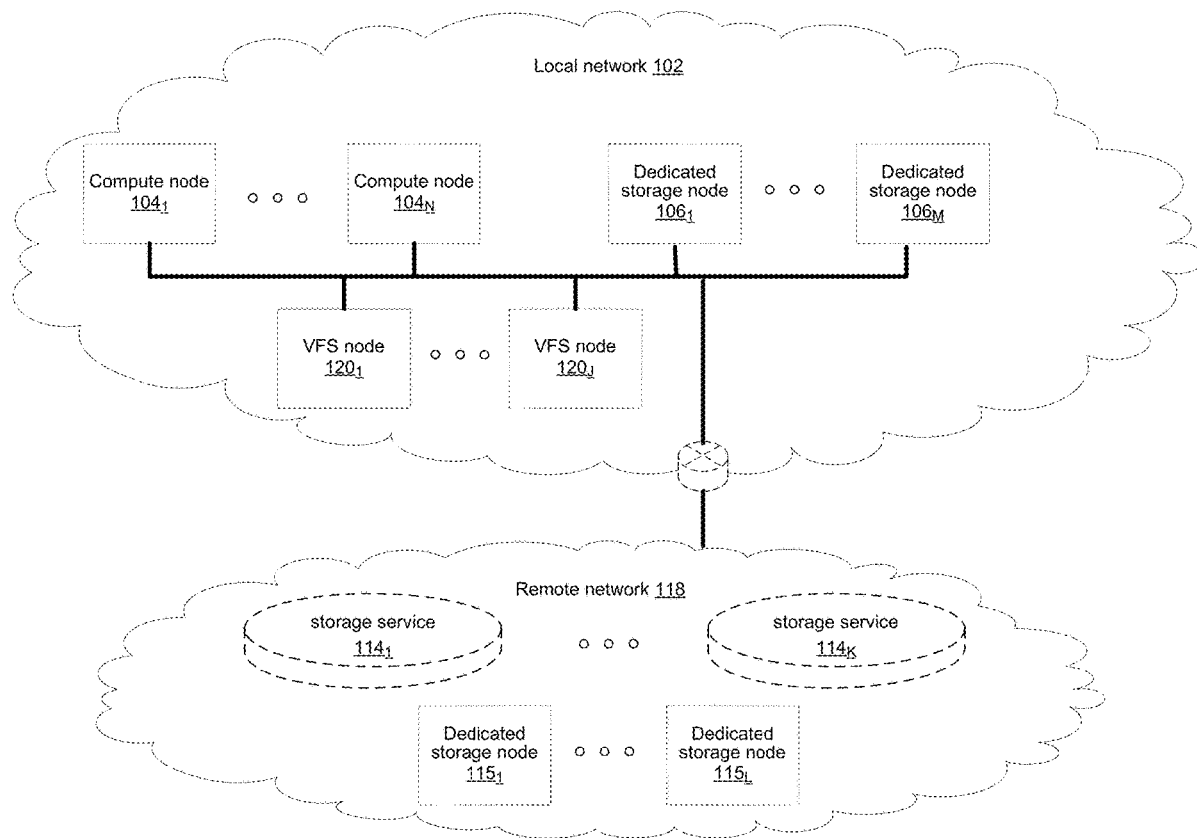 Local network 102
Compute node
104₁
Compute node
104N
Dedicated
storage node
106₁
Dedicated
storage node
106M
VFS node
120₁
VFS node
120J
Remote network 118
storage service
114₁
storage service
114K
Dedicated
storage node
115₁
Dedicated
storage node
115L